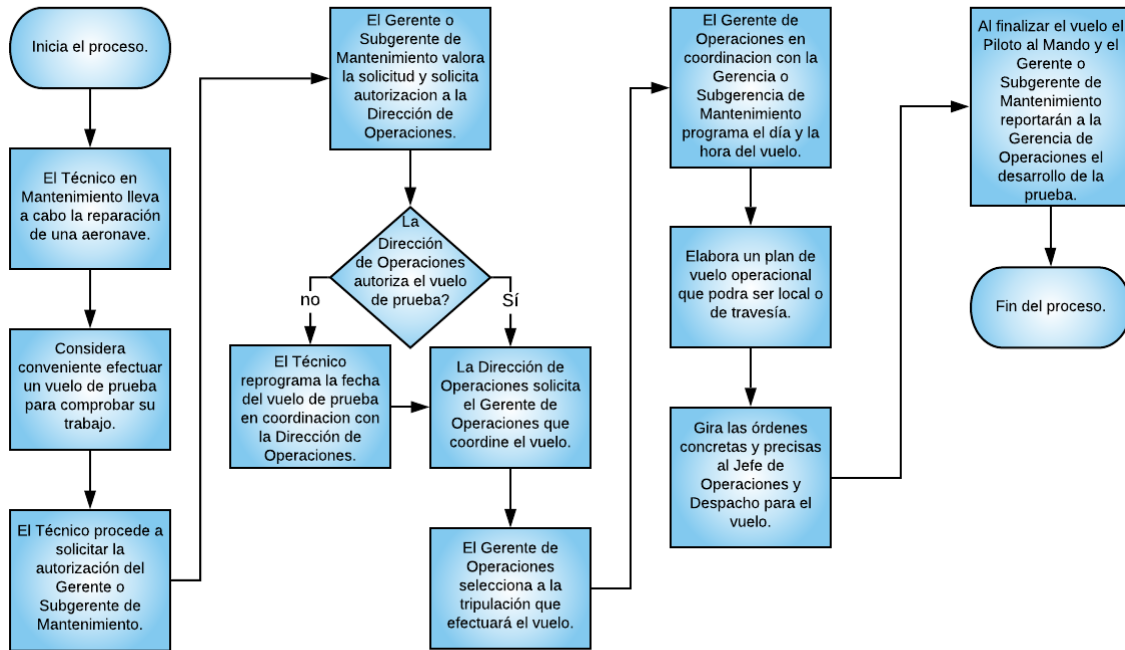 Inicia el proceso.
El Técnico en
Mantenimiento lleva
a cabo la reparación
de una aeronave.
Considera
conveniente efectuar
un vuelo de prueba
para comprobar su
trabajo.
El Técnico procede a
solicitar la
autorización del
Gerente o
Subgerente de
Mantenimiento.
El Gerente o
Subgerente de
Mantenimiento valora
la solicitud y solicita
autorizacion a la
Dirección de
Operaciones.
La
Dirección
de Operaciones
autoriza el vuelo
de prueba?
no
Sí
El Técnico
reprograma la fecha
del vuelo de prueba
en coordinacion con
la Dirección de
Operaciones.
La Dirección de
Operaciones solicita
el Gerente de
Operaciones que
coordine el vuelo.
El Gerente de
Operaciones
selecciona a la
tripulación que
efectuará el vuelo.
El Gerente de
Operaciones en
coordinacion con la
Gerencia o
Subgerencia de
Mantenimiento
programa el día y la
hora del vuelo.
Elabora un plan de
vuelo operacional
que podra ser local o
de travesía.
Gira las órdenes
concretas y precisas
al Jefe de
Operaciones y
Despacho para el
vuelo.
Al finalizar el vuelo el
Piloto al Mando y el
Gerente o
Subgerente de
Mantenimiento
reportarán a la
Gerencia de
Operaciones el
desarrollo de la
prueba.
Fin del proceso.